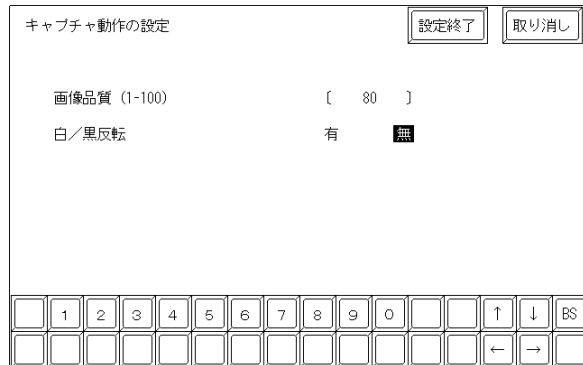 キャプチャ動作の設定 設定終了 取り消し
画像品質 (1-100) [ 80 ]
白／黒反転 有 無
1 2 3 4 5 6 7 8 9 0 ↑ ↓ BS
← →